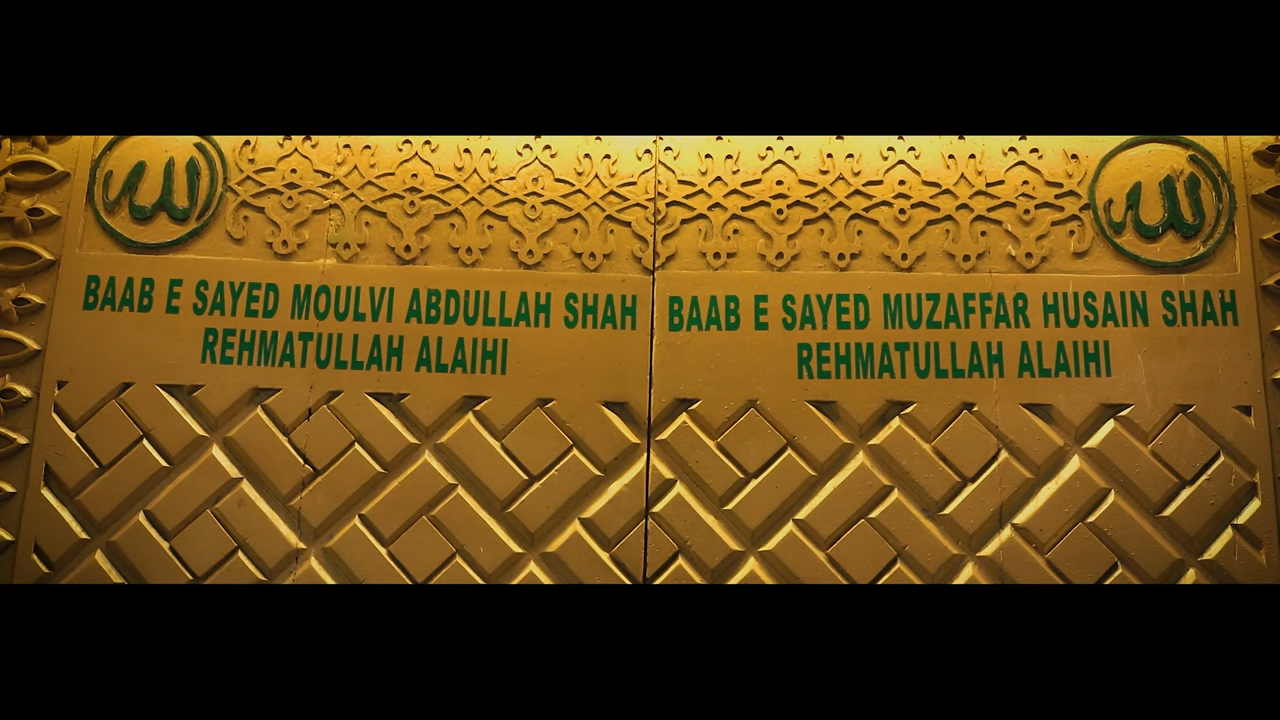 الله
الله
BAAB E SAYED MOULVI ABDULLAH SHAH
REHMATULLAH ALAIHI
BAAB E SAYED MUZAFFAR HUSAIN SHAH
REHMATULLAH ALAIHI